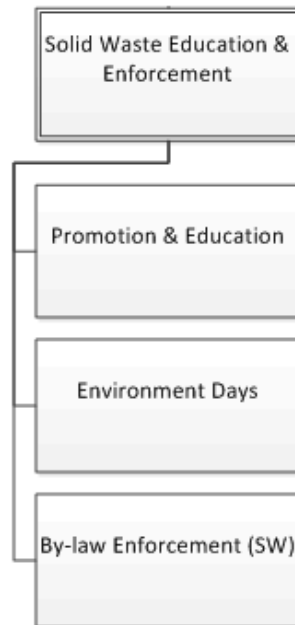 Solid Waste Education &
Enforcement
Promotion & Education
Environment Days
By-law Enforcement (SW)